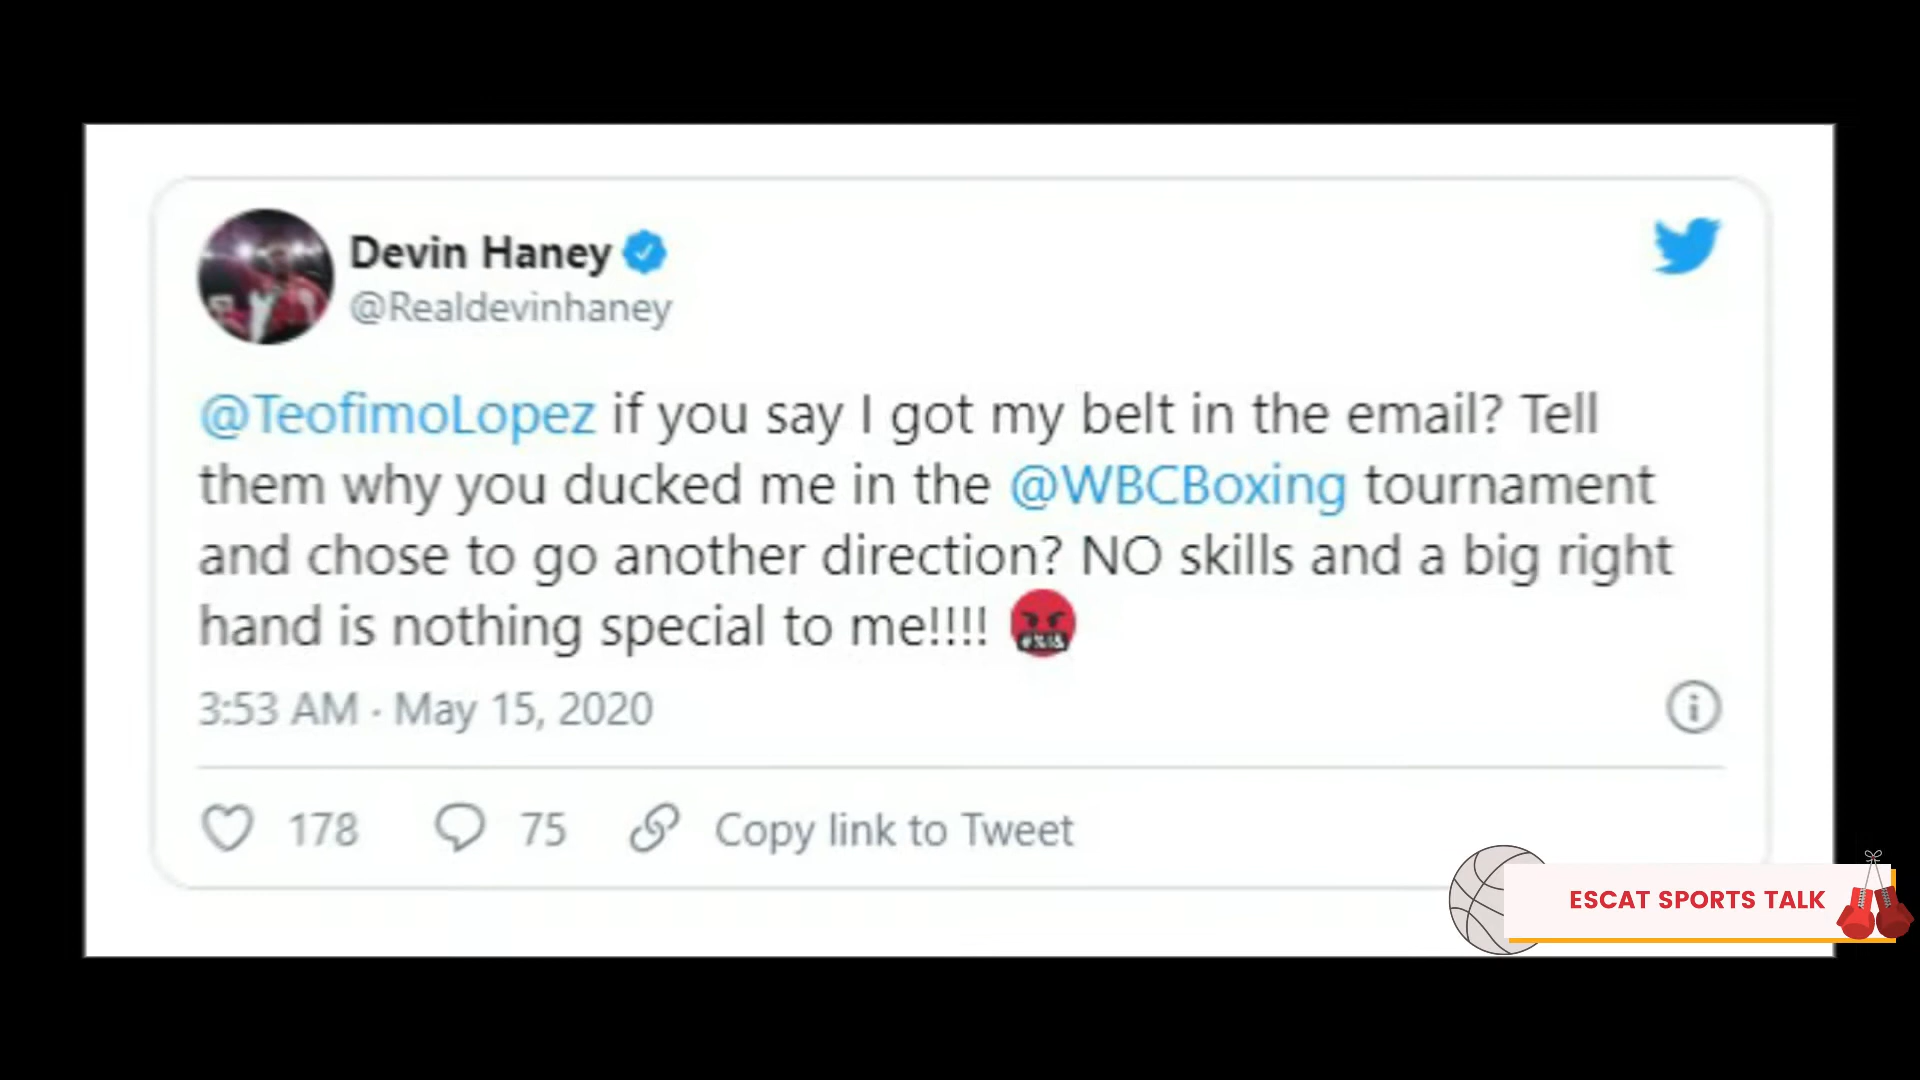 Devin Haney
@Realdevinhaney
@TeofimoLopez if you say I got my belt in the email? Tell
them why you ducked me in the @WBCBoxing tournament
and chose to go another direction? NO skills and a big right
hand is nothing special to me!!!! 🤬
3:53 AM · May 15, 2020
178 75 Copy link to Tweet
ESCAT SPORTS TALK